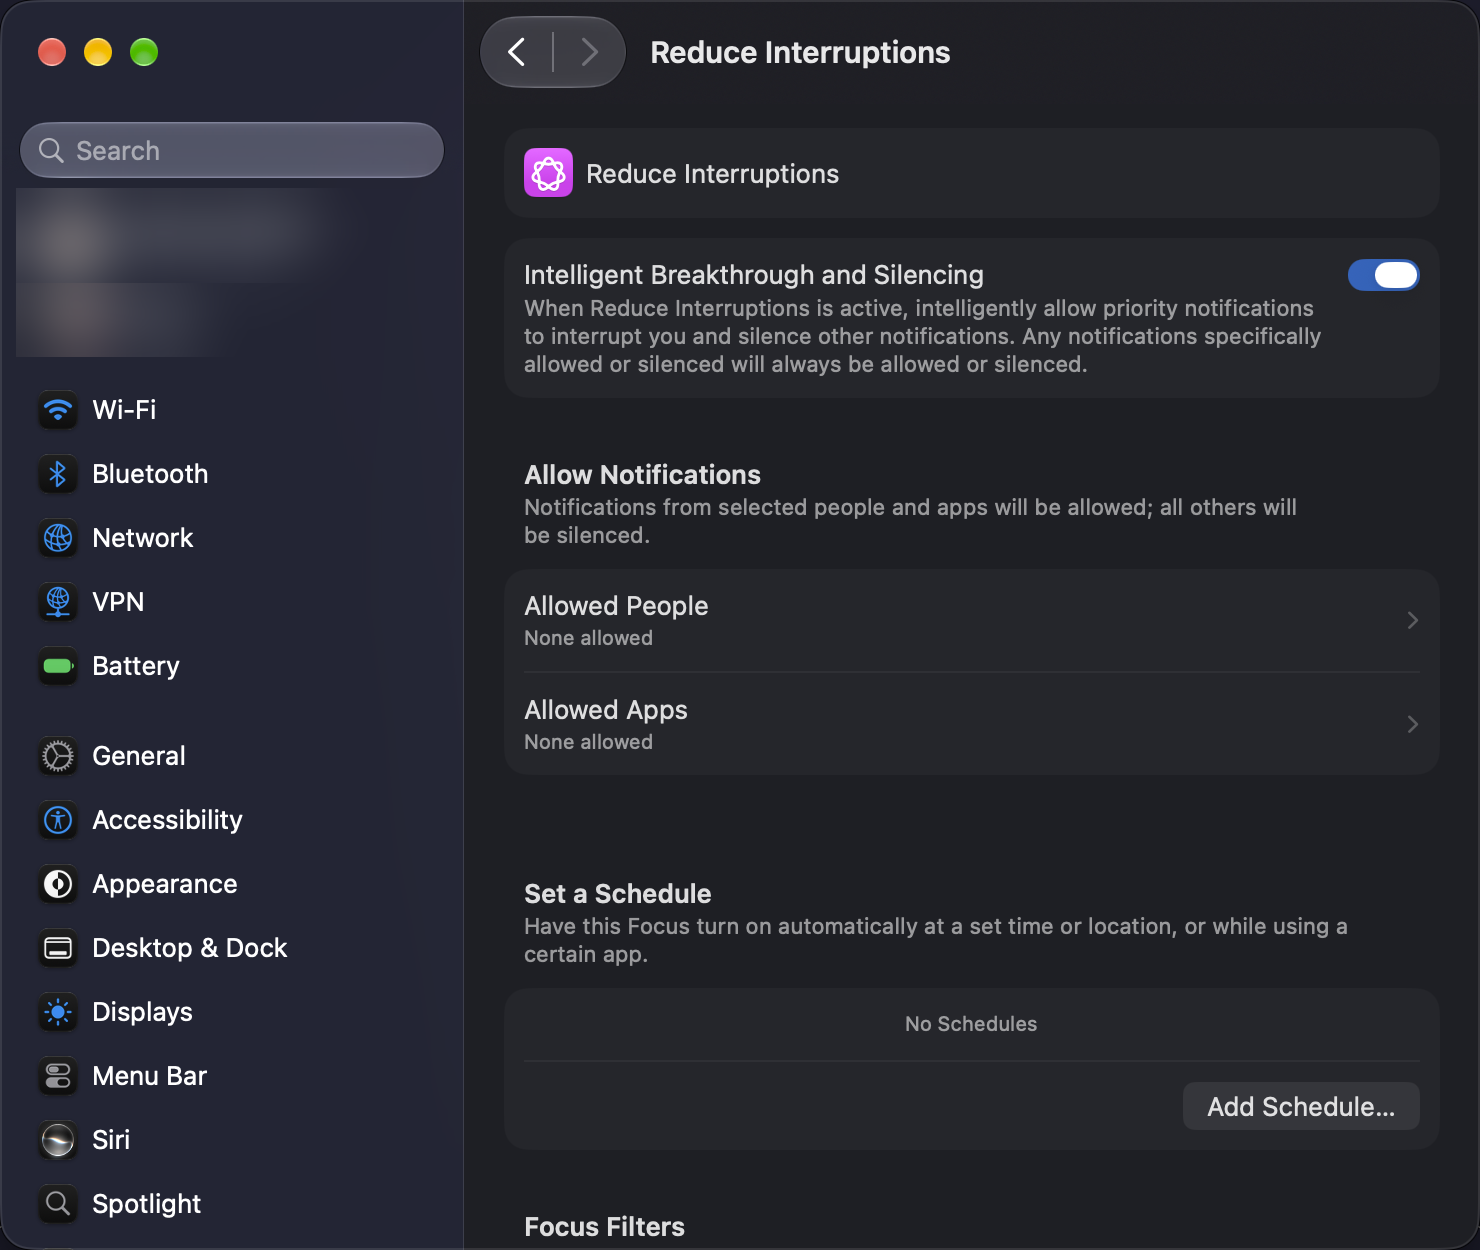 Reduce Interruptions
Search
Wi-Fi
Bluetooth
Network
VPN
Battery
General
Accessibility
Appearance
Desktop & Dock
Displays
Menu Bar
Siri
Spotlight
Reduce Interruptions
Intelligent Breakthrough and Silencing
When Reduce Interruptions is active, intelligently allow priority notifications
to interrupt you and silence other notifications. Any notifications specifically
allowed or silenced will always be allowed or silenced.
Allow Notifications
Notifications from selected people and apps will be allowed; all others will
be silenced.
Allowed People
None allowed
Allowed Apps
None allowed
Set a Schedule
Have this Focus turn on automatically at a set time or location, or while using a
certain app.
No Schedules
Add Schedule...
Focus Filters